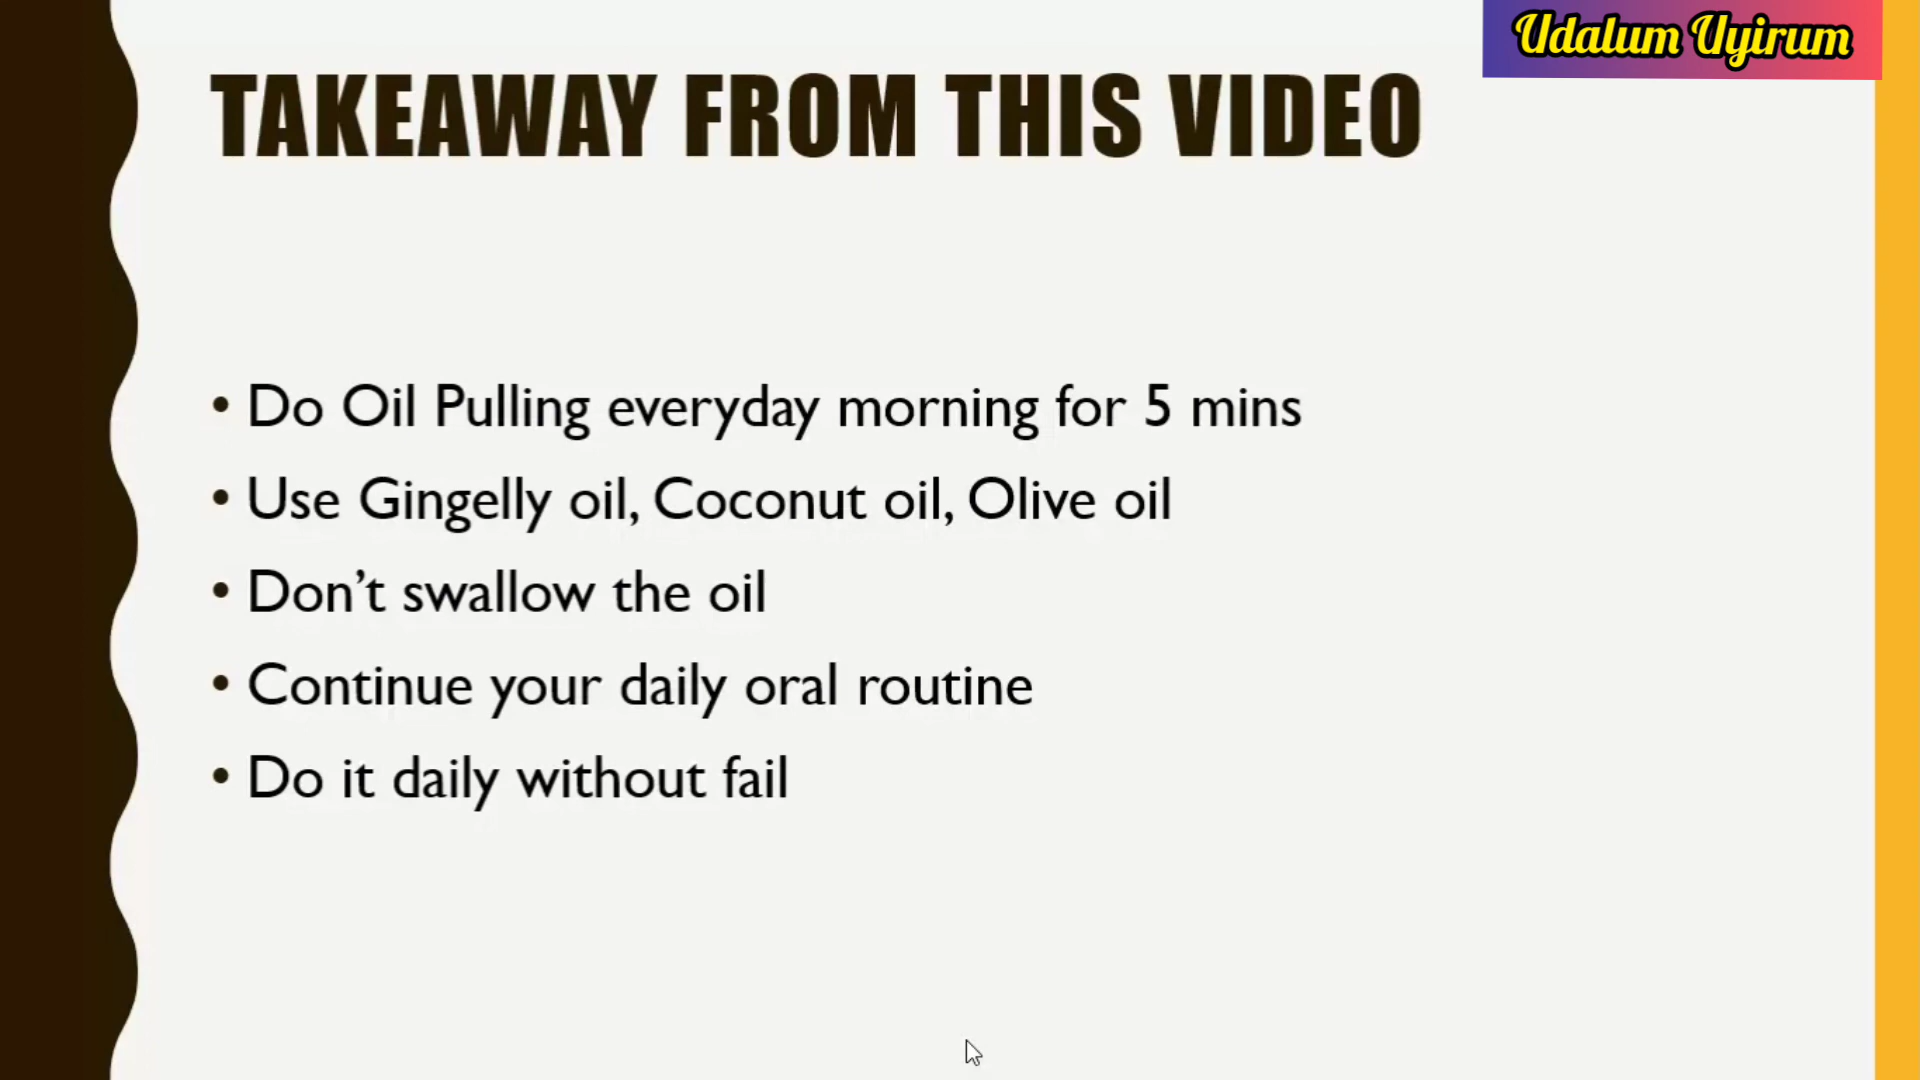 Udalum Uyirum
TAKEAWAY FROM THIS VIDEO
• Do Oil Pulling everyday morning for 5 mins
• Use Gingelly oil, Coconut oil, Olive oil
• Don’t swallow the oil
• Continue your daily oral routine
• Do it daily without fail